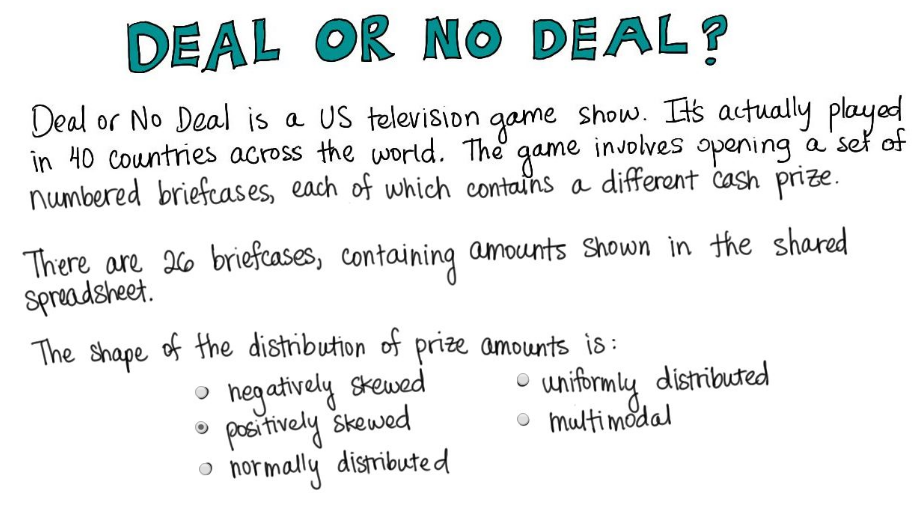 DEAL OR NO DEAL?
Deal or No Deal is a US television game show. It's actually played
in 40 countries across the world. The game involves opening a set of
numbered briefcases, each of which contains a different cash prize.
There are 26 briefcases, containing amounts shown in the shared
spreadsheet.
The shape of the distribution of prize amounts is:
negatively skewed
positively skewed
normally distributed
uniformly distributed
multimodal